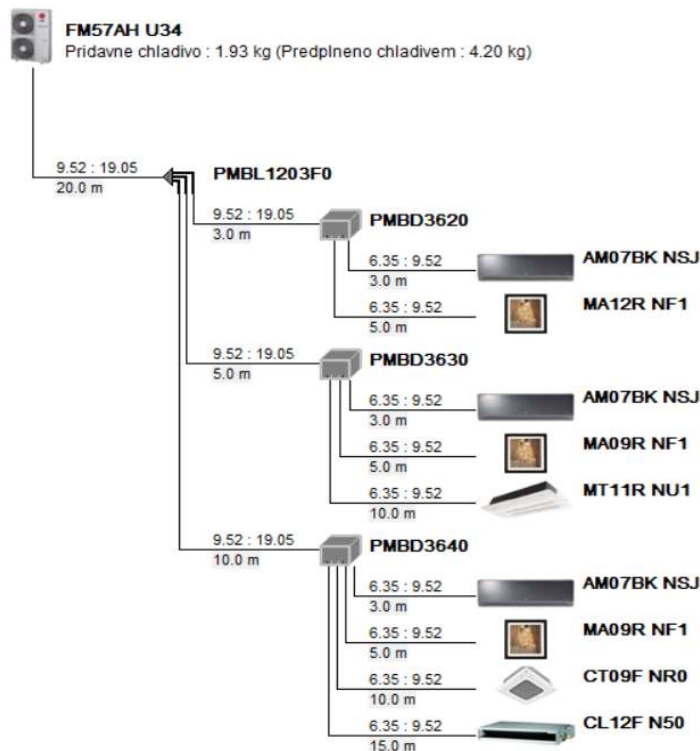 FM57AH U34
Pridavne chladivo : 1.93 kg (Predplneno chladivem : 4.20 kg)
9.52 : 19.05
20.0 m
PMBL1203F0
9.52 : 19.05
3.0 m
PMBD3620
6.35 : 9.52
3.0 m
AM07BK NSJ
6.35 : 9.52
5.0 m
MA12R NF1
9.52 : 19.05
5.0 m
PMBD3630
6.35 : 9.52
3.0 m
AM07BK NSJ
6.35 : 9.52
5.0 m
MA09R NF1
6.35 : 9.52
10.0 m
MT11R NU1
9.52 : 19.05
10.0 m
PMBD3640
6.35 : 9.52
3.0 m
AM07BK NSJ
6.35 : 9.52
5.0 m
MA09R NF1
6.35 : 9.52
10.0 m
CT09F NR0
6.35 : 9.52
15.0 m
CL12F N50